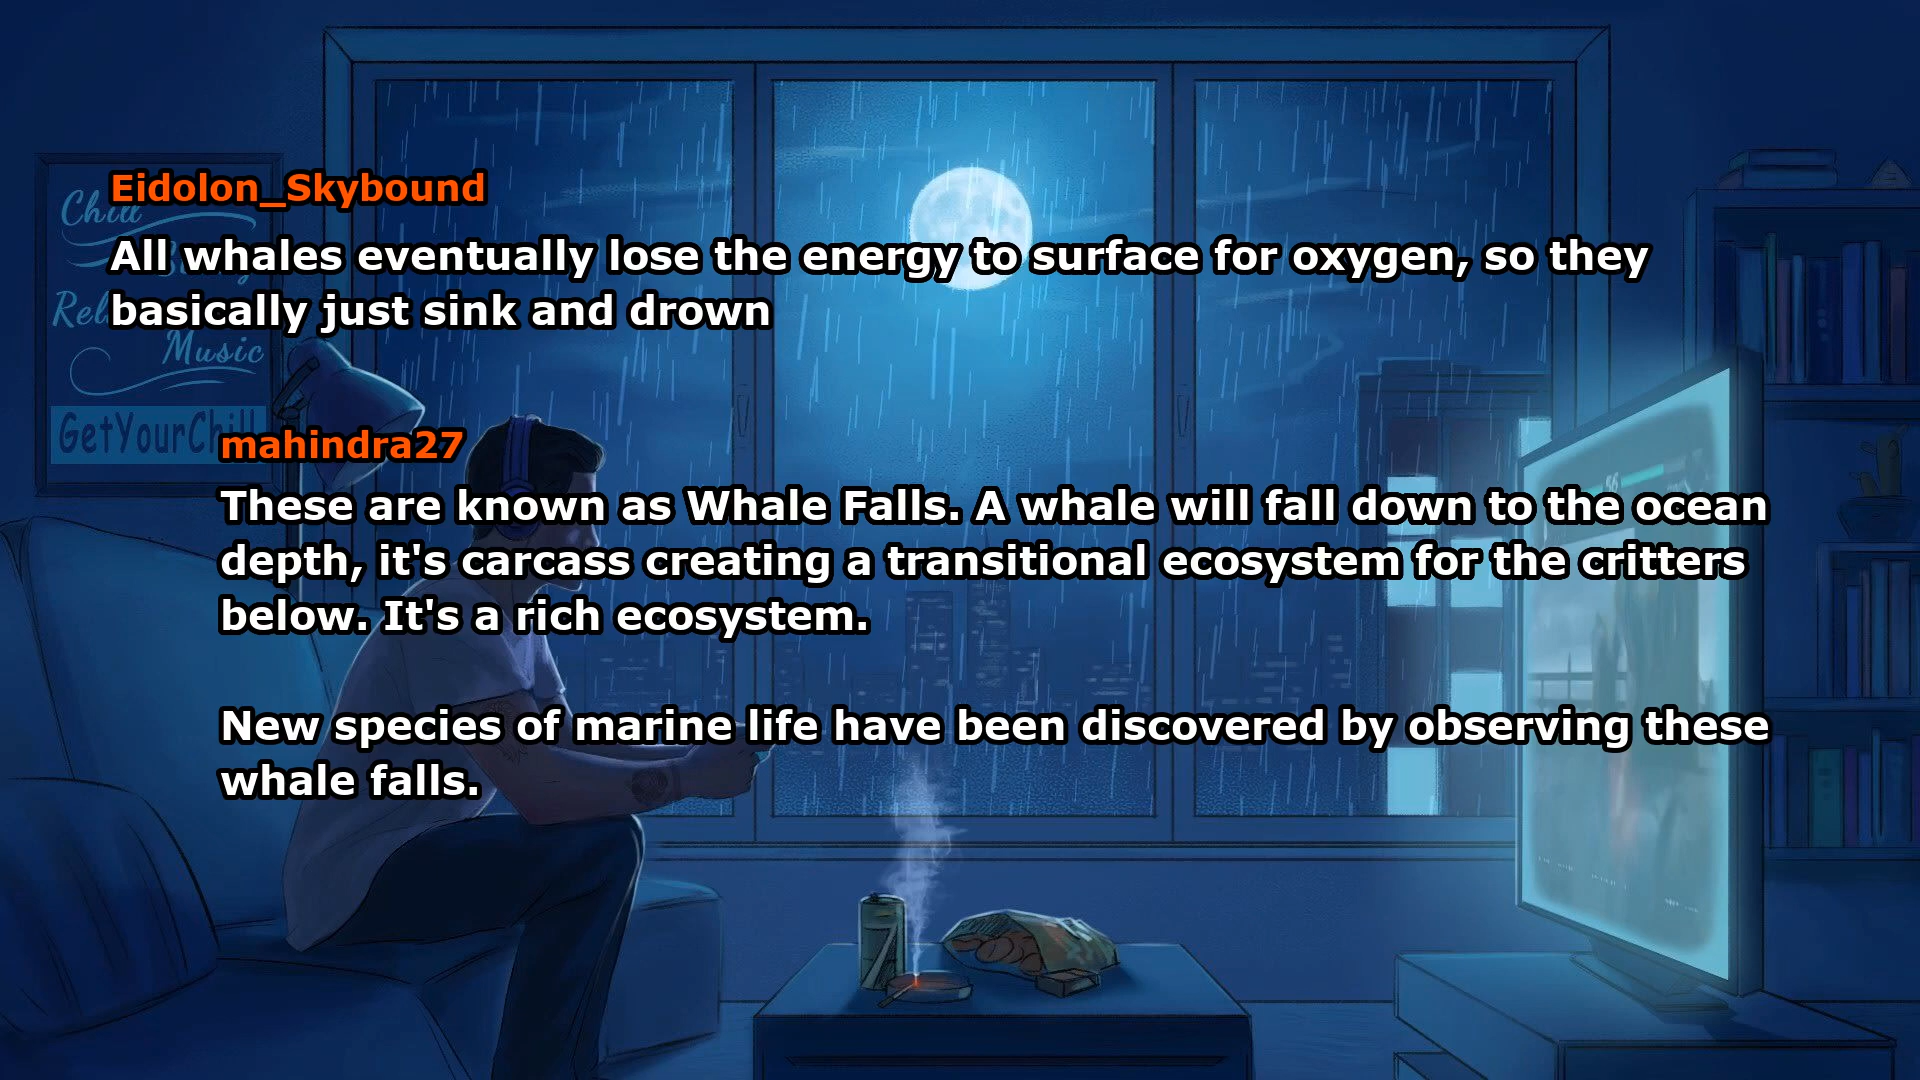 Eidolon_Skybound
All whales eventually lose the energy to surface for oxygen, so they
basically just sink and drown
Chill
Music
GetYourChill
mahindra27
These are known as Whale Falls. A whale will fall down to the ocean
depth, it's carcass creating a transitional ecosystem for the critters
below. It's a rich ecosystem.
New species of marine life have been discovered by observing these
whale falls.